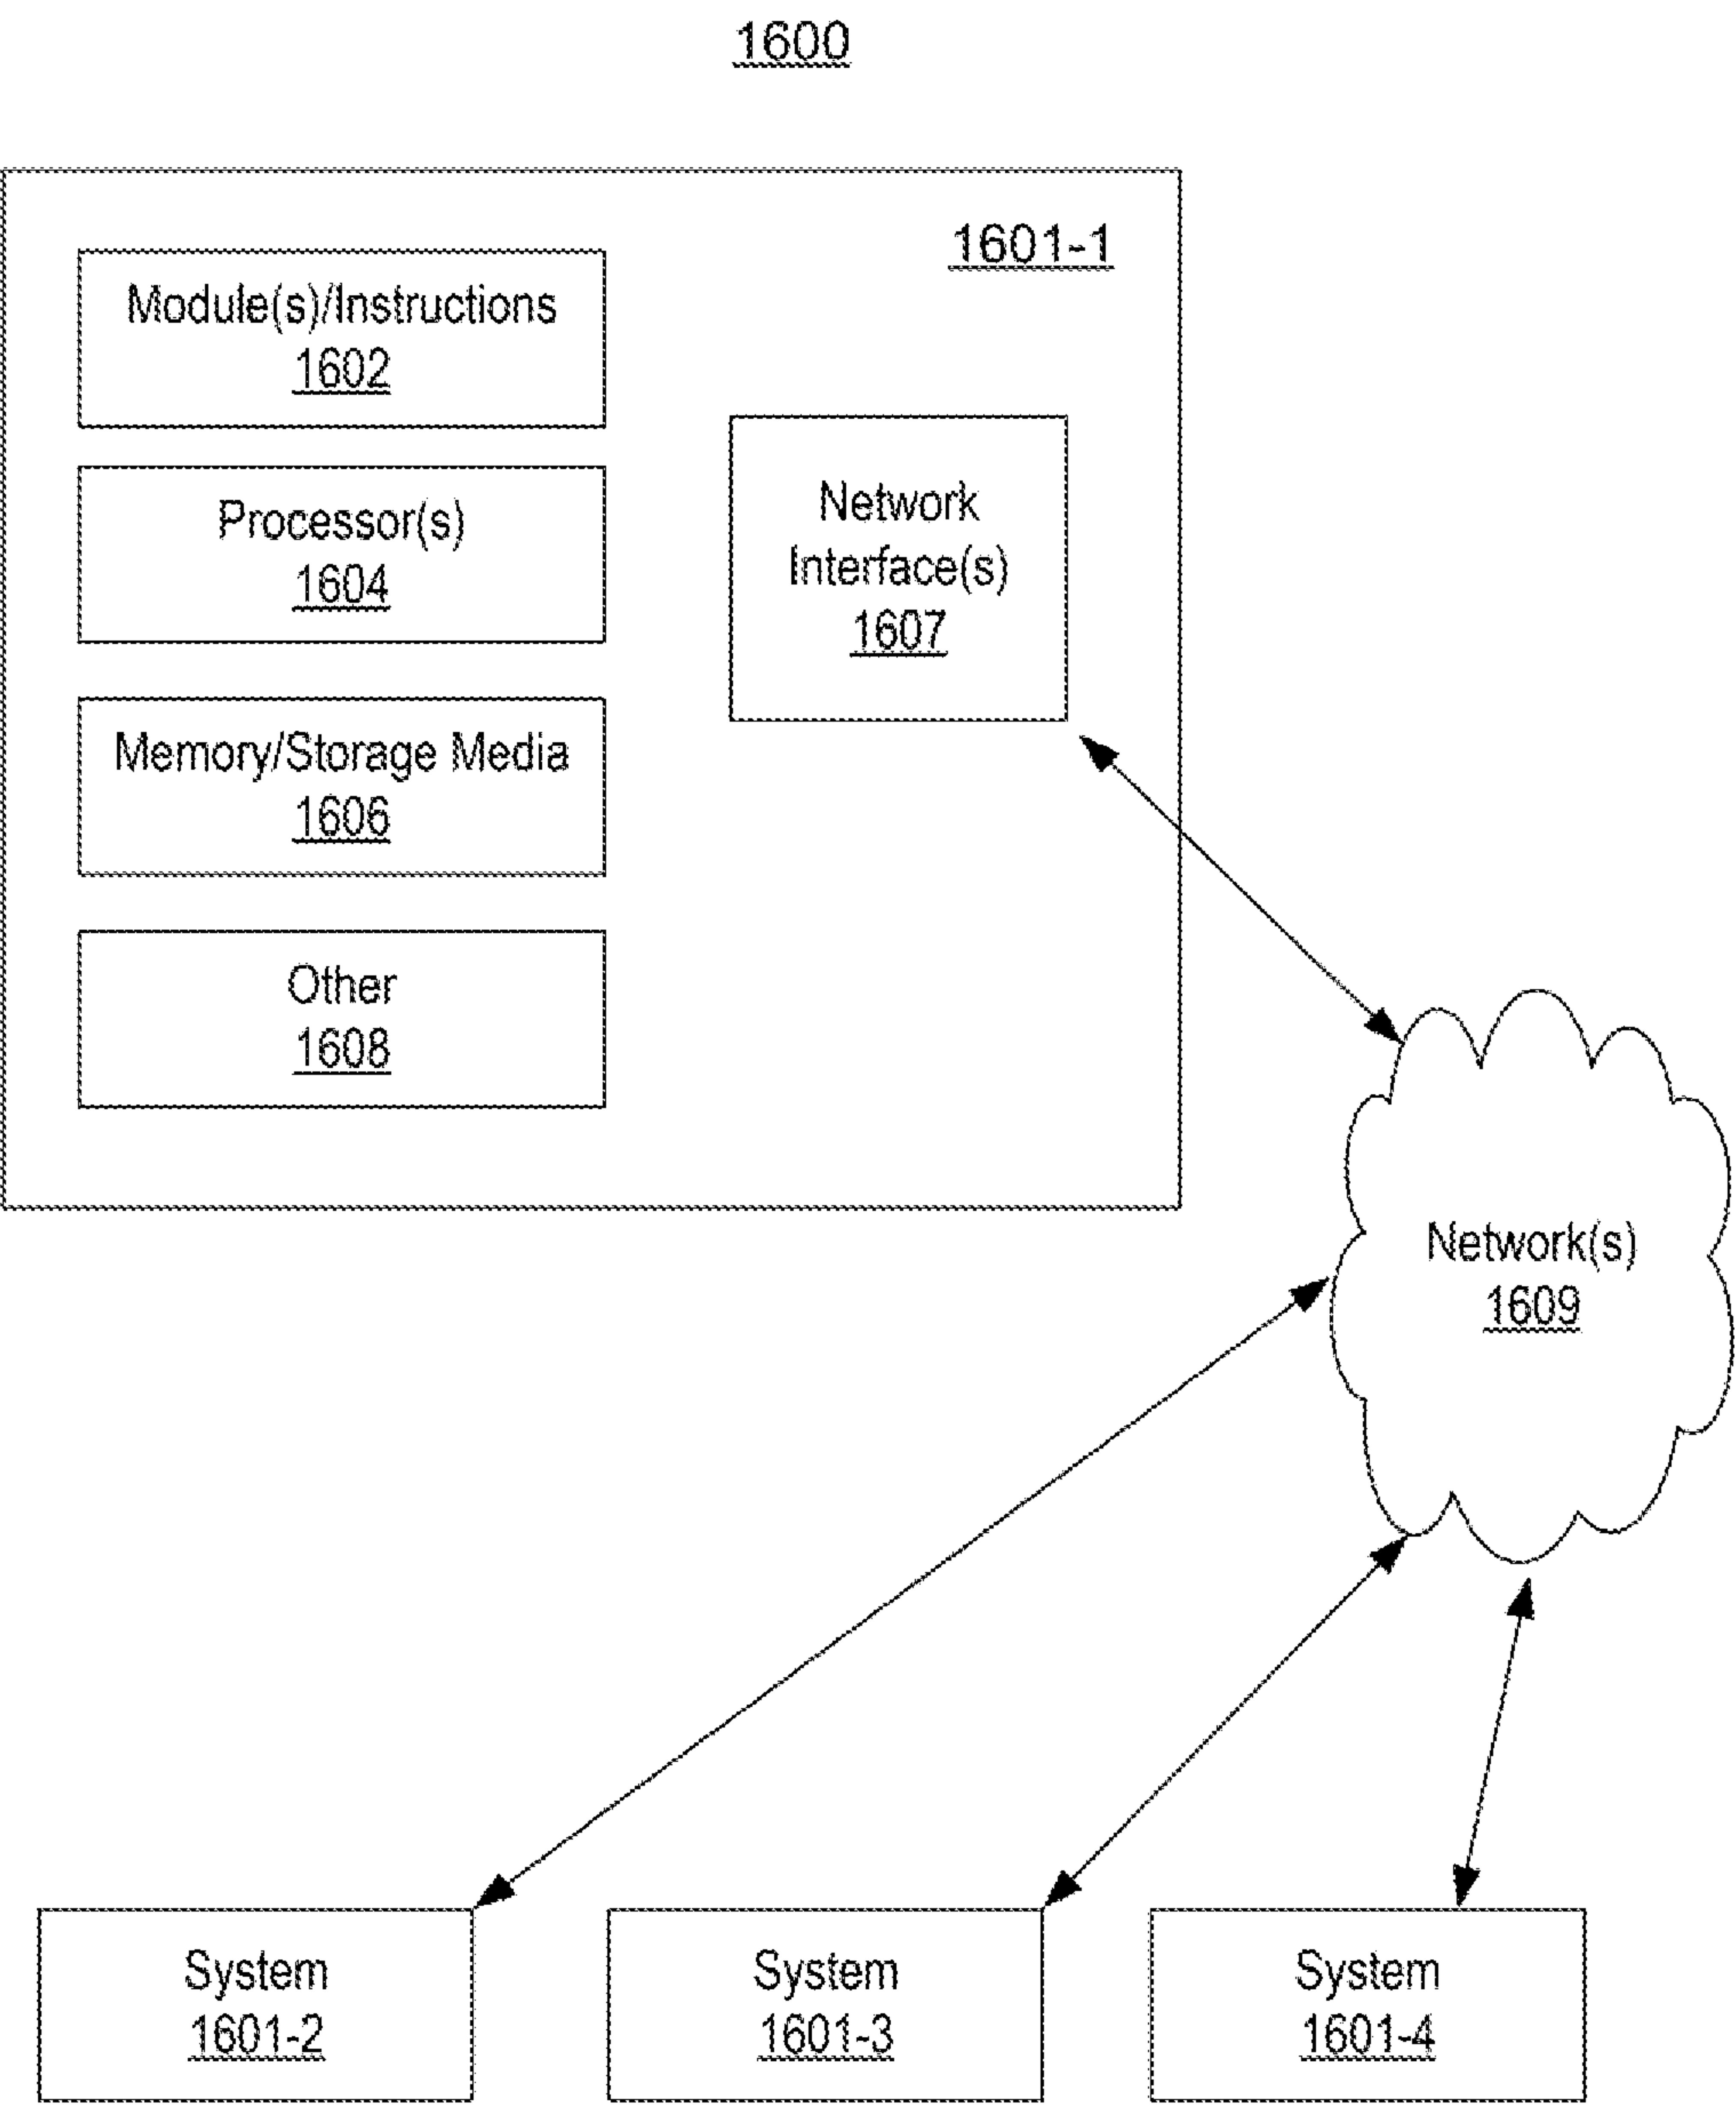 1600
1601-1
Module(s)/Instructions
1602
Processor(s)
1604
Network
Interface(s)
1607
Memory/Storage Media
1606
Other
1608
Network(s)
1609
System
1601-2
System
1601-3
System
1601-4